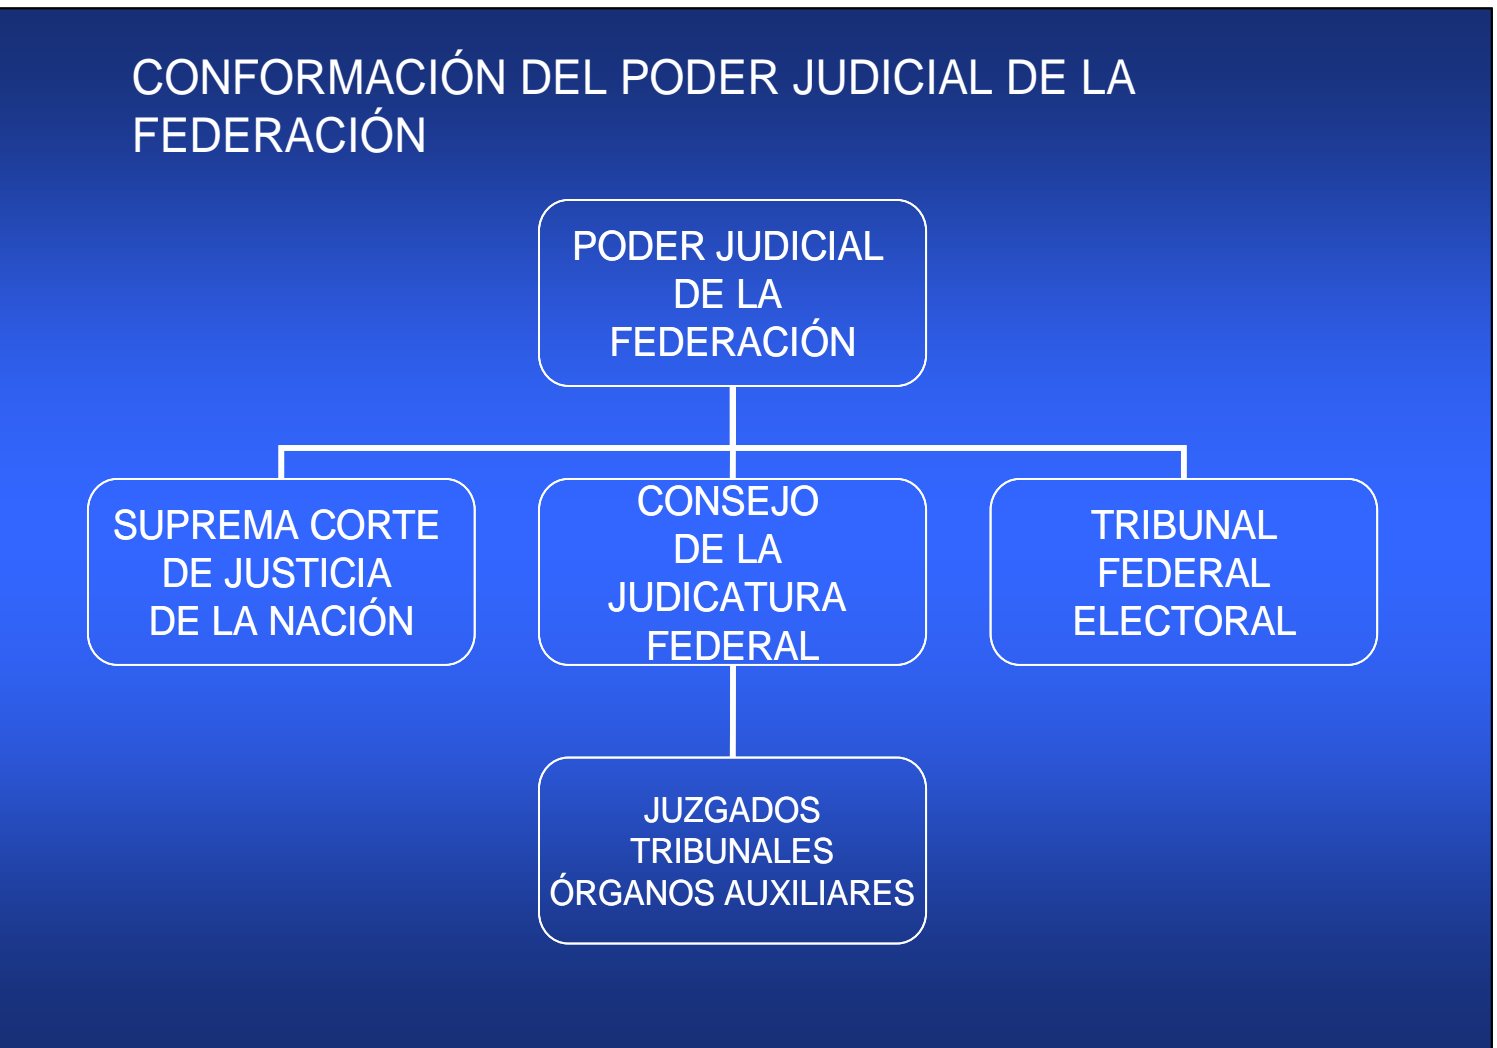 CONFORMACIÓN DEL PODER JUDICIAL DE LA
FEDERACIÓN
PODER JUDICIAL
DE LA
FEDERACIÓN
SUPREMA CORTE
DE JUSTICIA
DE LA NACIÓN
CONSEJO
DE LA
JUDICATURA
FEDERAL
TRIBUNAL
FEDERAL
ELECTORAL
JUZGADOS
TRIBUNALES
ÓRGANOS AUXILIARES